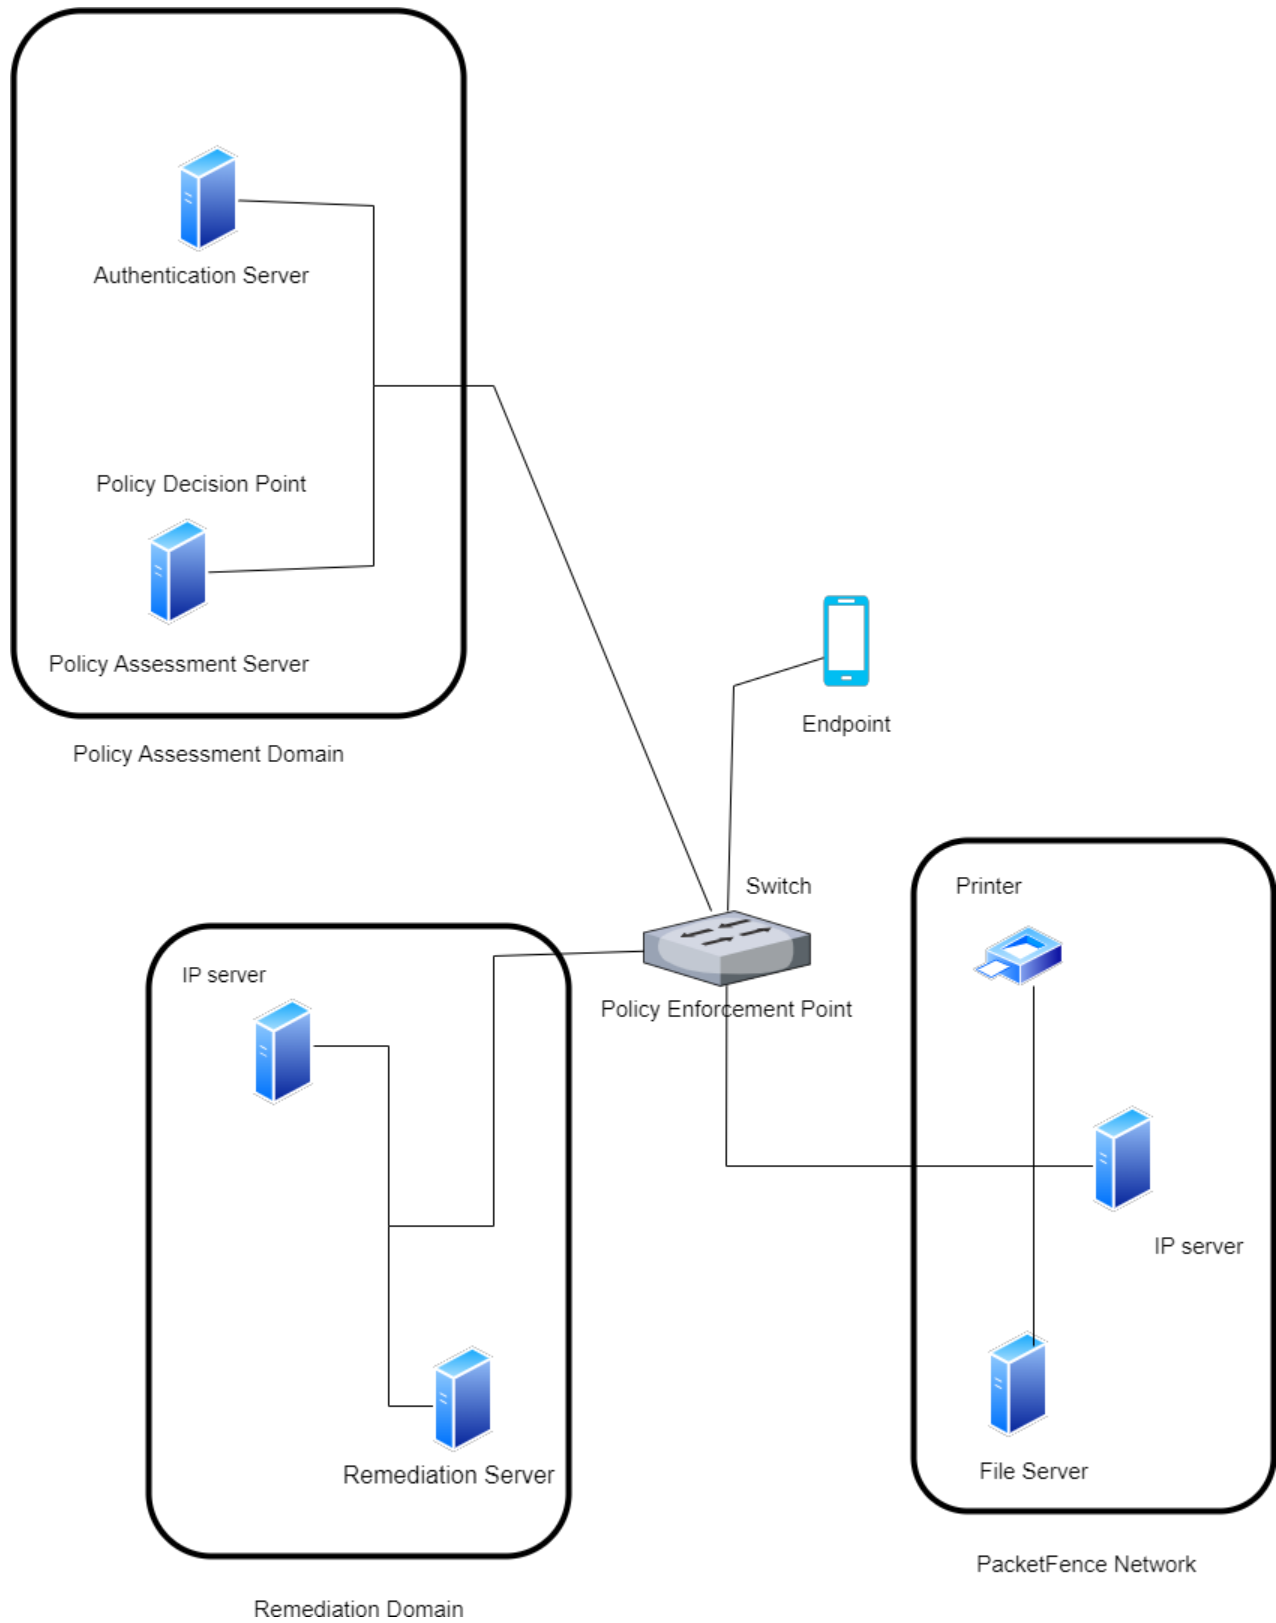 Authentication Server
Policy Decision Point
Policy Assessment Server
Policy Assessment Domain
Endpoint
Switch
Policy Enforcement Point
Printer
IP server
File Server
PacketFence Network
IP server
Remediation Server
Remediation Domain